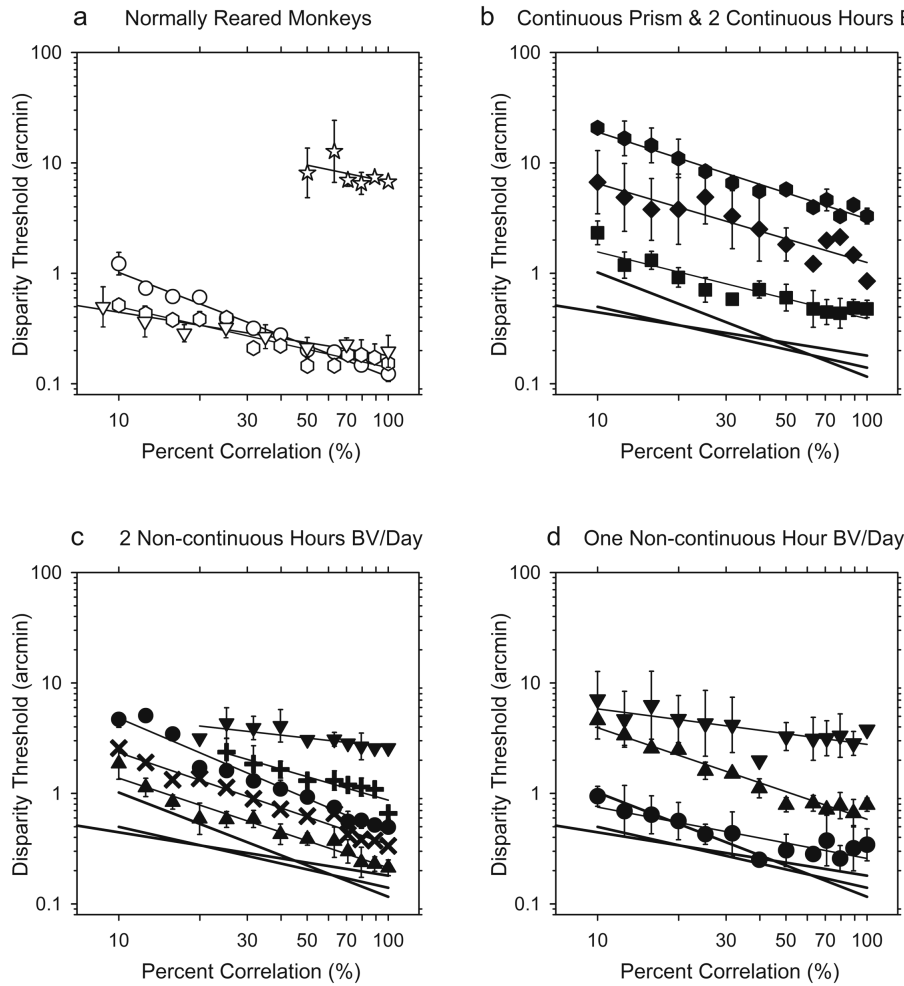 a Normally Reared Monkeys
Disparity Threshold (arcmin)
100
10
1
0.1
10 30 50 70 100
Percent Correlation (%)
b Continuous Prism & 2 Continuous Hours
Disparity Threshold (arcmin)
100
10
1
0.1
10 30 50 70 100
Percent Correlation (%)
c 2 Non-continuous Hours BV/Day
Disparity Threshold (arcmin)
100
10
1
0.1
10 30 50 70 100
Percent Correlation (%)
d One Non-continuous Hour BV/Day
Disparity Threshold (arcmin)
100
10
1
0.1
10 30 50 70 100
Percent Correlation (%)